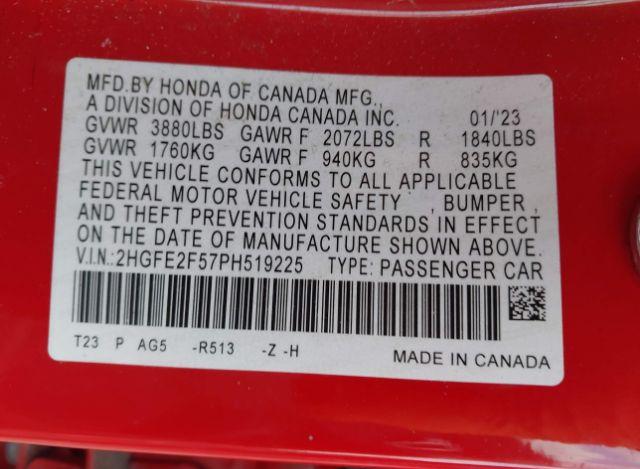 MFD.BY HONDA OF CANADA MFG.,
A DIVISION OF HONDA CANADA INC. 01/'23
GVWR 3880LBS GAWR F 2072LBS R 1840LBS
GVWR 1760KG GAWR F 940KG R 835KG
THIS VEHICLE CONFORMS TO ALL APPLICABLE
FEDERAL MOTOR VEHICLE SAFETY , BUMPER ,
AND THEFT PREVENTION STANDARDS IN EFFECT
ON THE DATE OF MANUFACTURE SHOWN ABOVE.
V.I.N.:2HGFE2F57PH519225 TYPE: PASSENGER CAR
T23 P AG5 -R513 -Z -H MADE IN CANADA